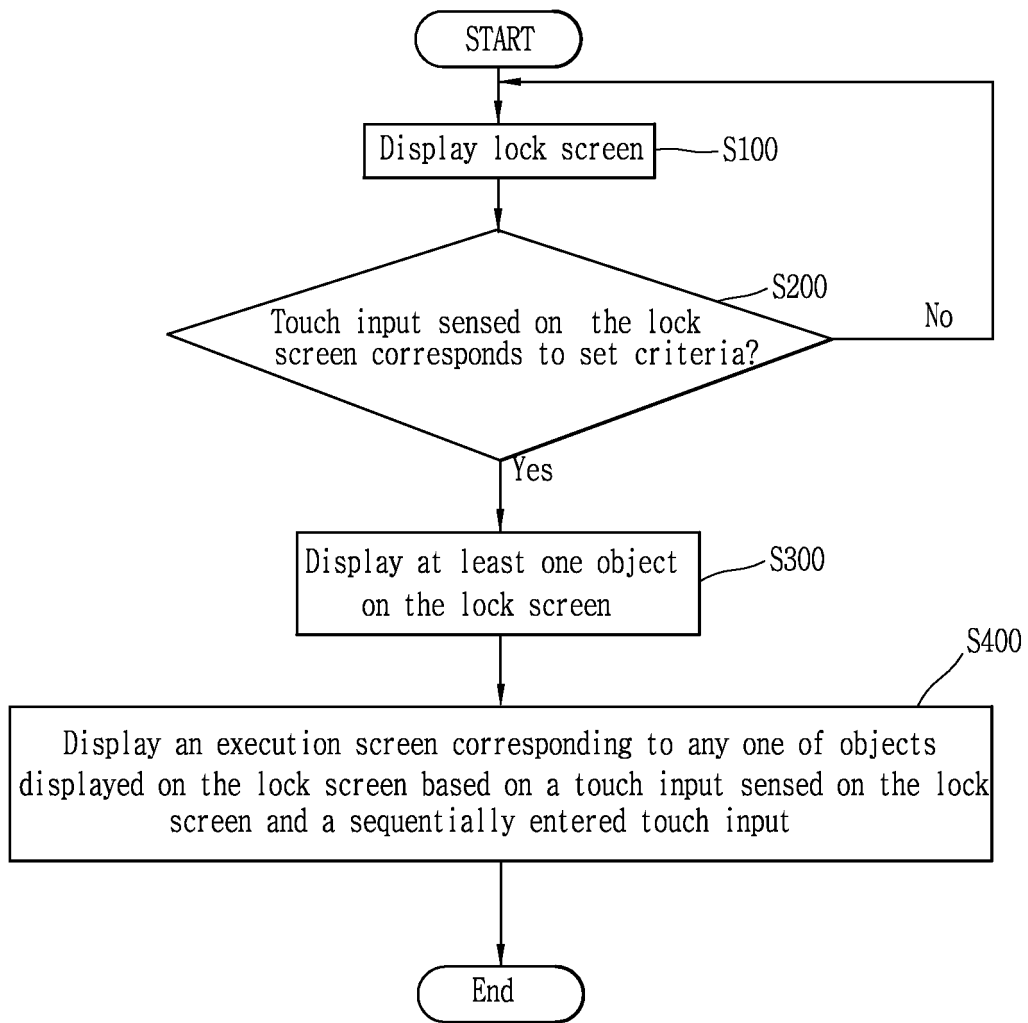 START
Display lock screen
S100
S200
Touch input sensed on the lock
screen corresponds to set criteria?
No
Yes
Display at least one object
on the lock screen
S300
S400
Display an execution screen corresponding to any one of objects
displayed on the lock screen based on a touch input sensed on the lock
screen and a sequentially entered touch input
End